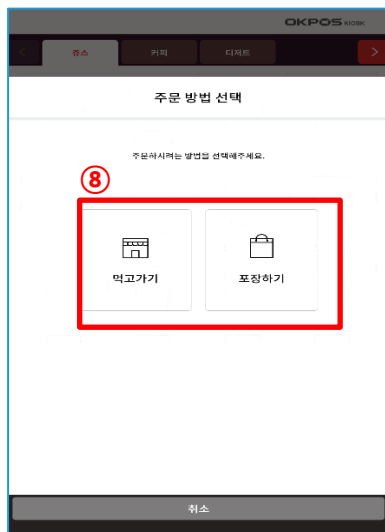 OKPOS KIOSK
< 쥬스 커피 디저트 >
주문 방법 선택
주문하시려는 방법을 선택해주세요.
⑧
먹고가기 포장하기
취소